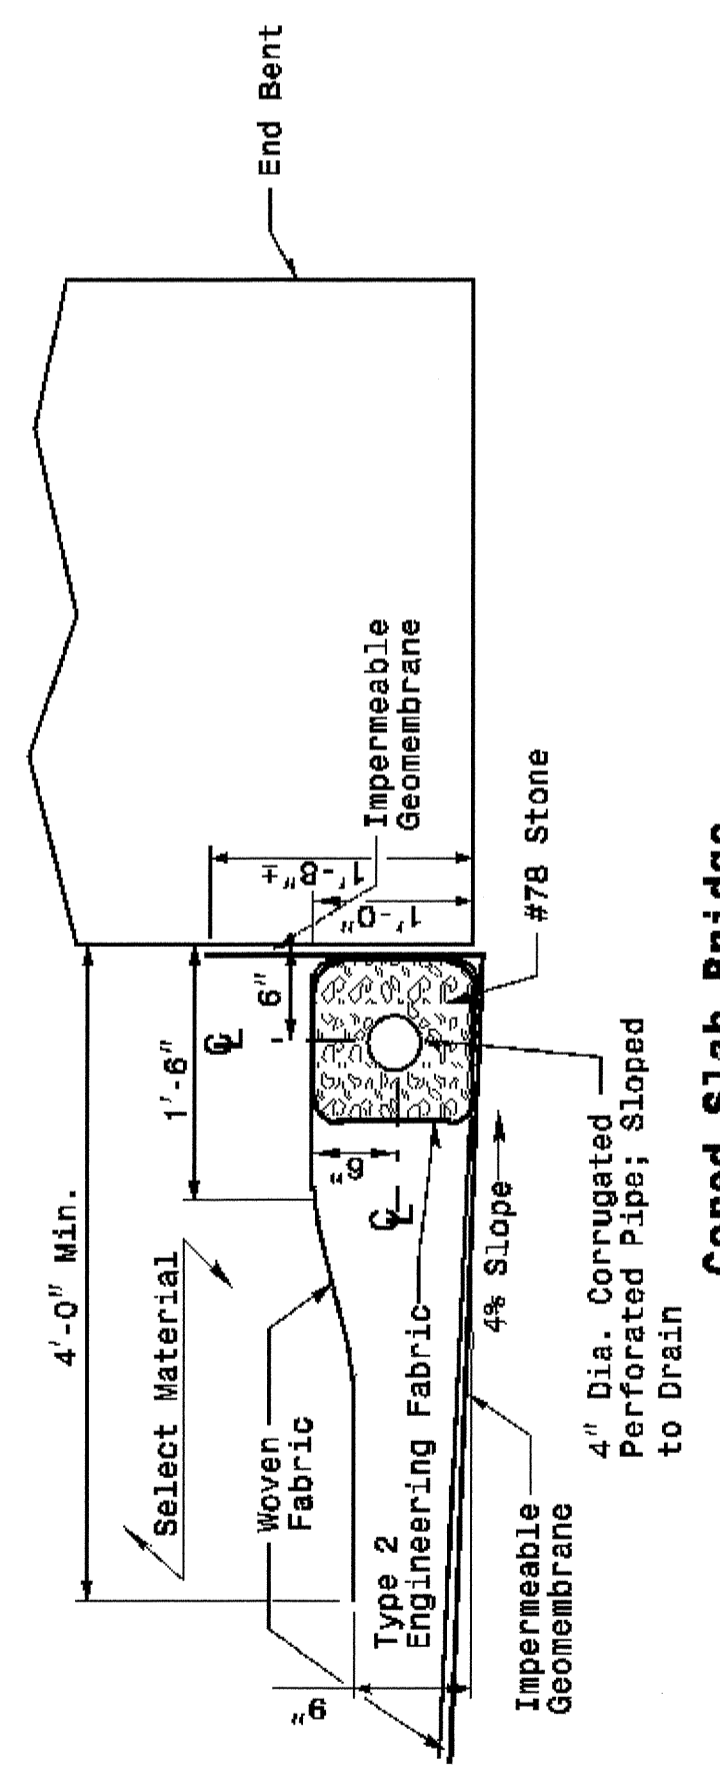 4'-0" Min.
Select Material
1'-6"
℄
6"
End Bent
Woven
Fabric
9"
6"
1'-8"±
1'-0"
Impermeable
Geomembrane
℄
Type 2
Engineering Fabric
4% Slope
#78 Stone
Impermeable
Geomembrane
4" Dia. Corrugated
Perforated Pipe; Sloped
to Drain